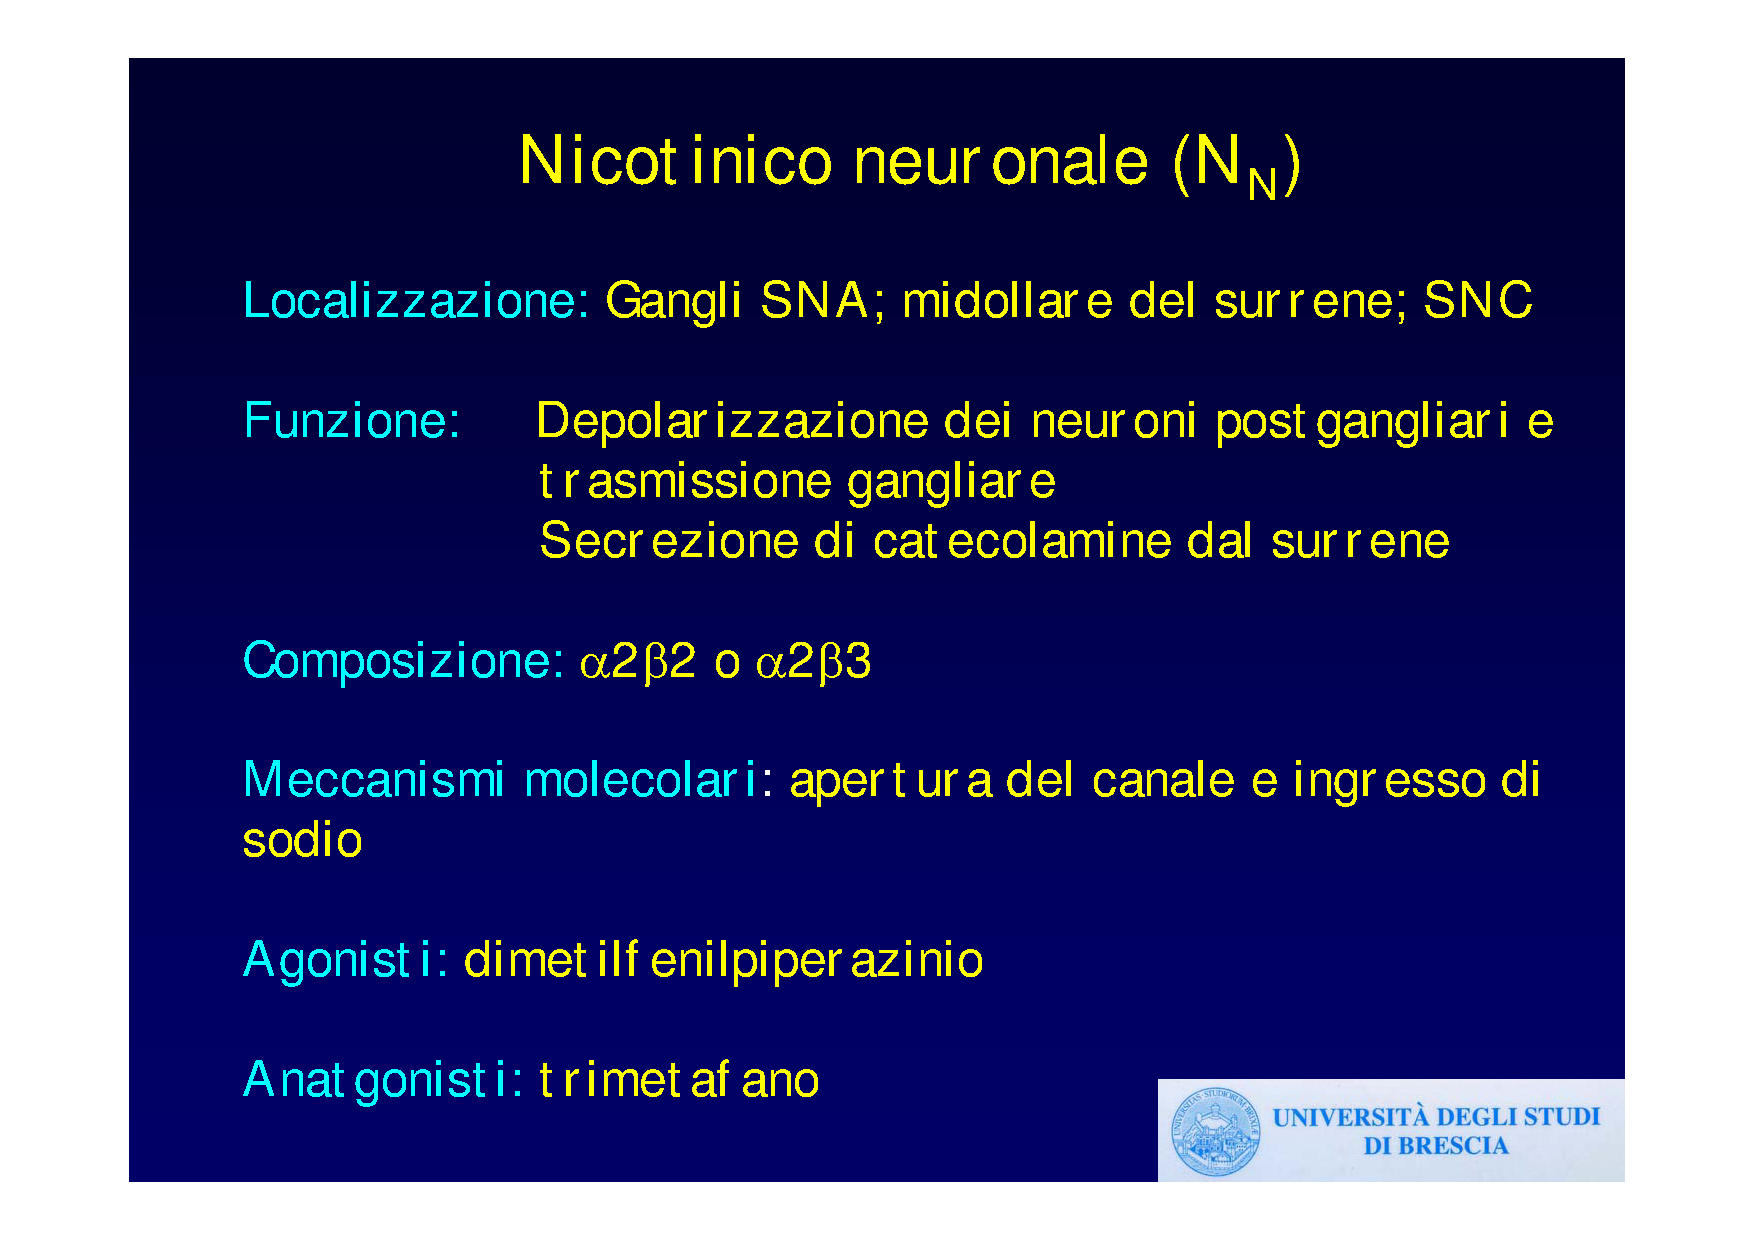 Nicotinico neuronale (N_N)
Localizzazione: Gangli SNA; midollare del surrene; SNC
Funzione: Depolarizzazione dei neuroni postgangliari e
trasmissione gangliare
Secrezione di catecolamine dal surrene
Composizione: α2β2 o α2β3
Meccanismi molecolari: apertura del canale e ingresso di
sodio
Agonisti: dimetilfenilpiperazinio
Anatgonisti: trimetafano
UNIVERSITÀ DEGLI STUDI
DI BRESCIA